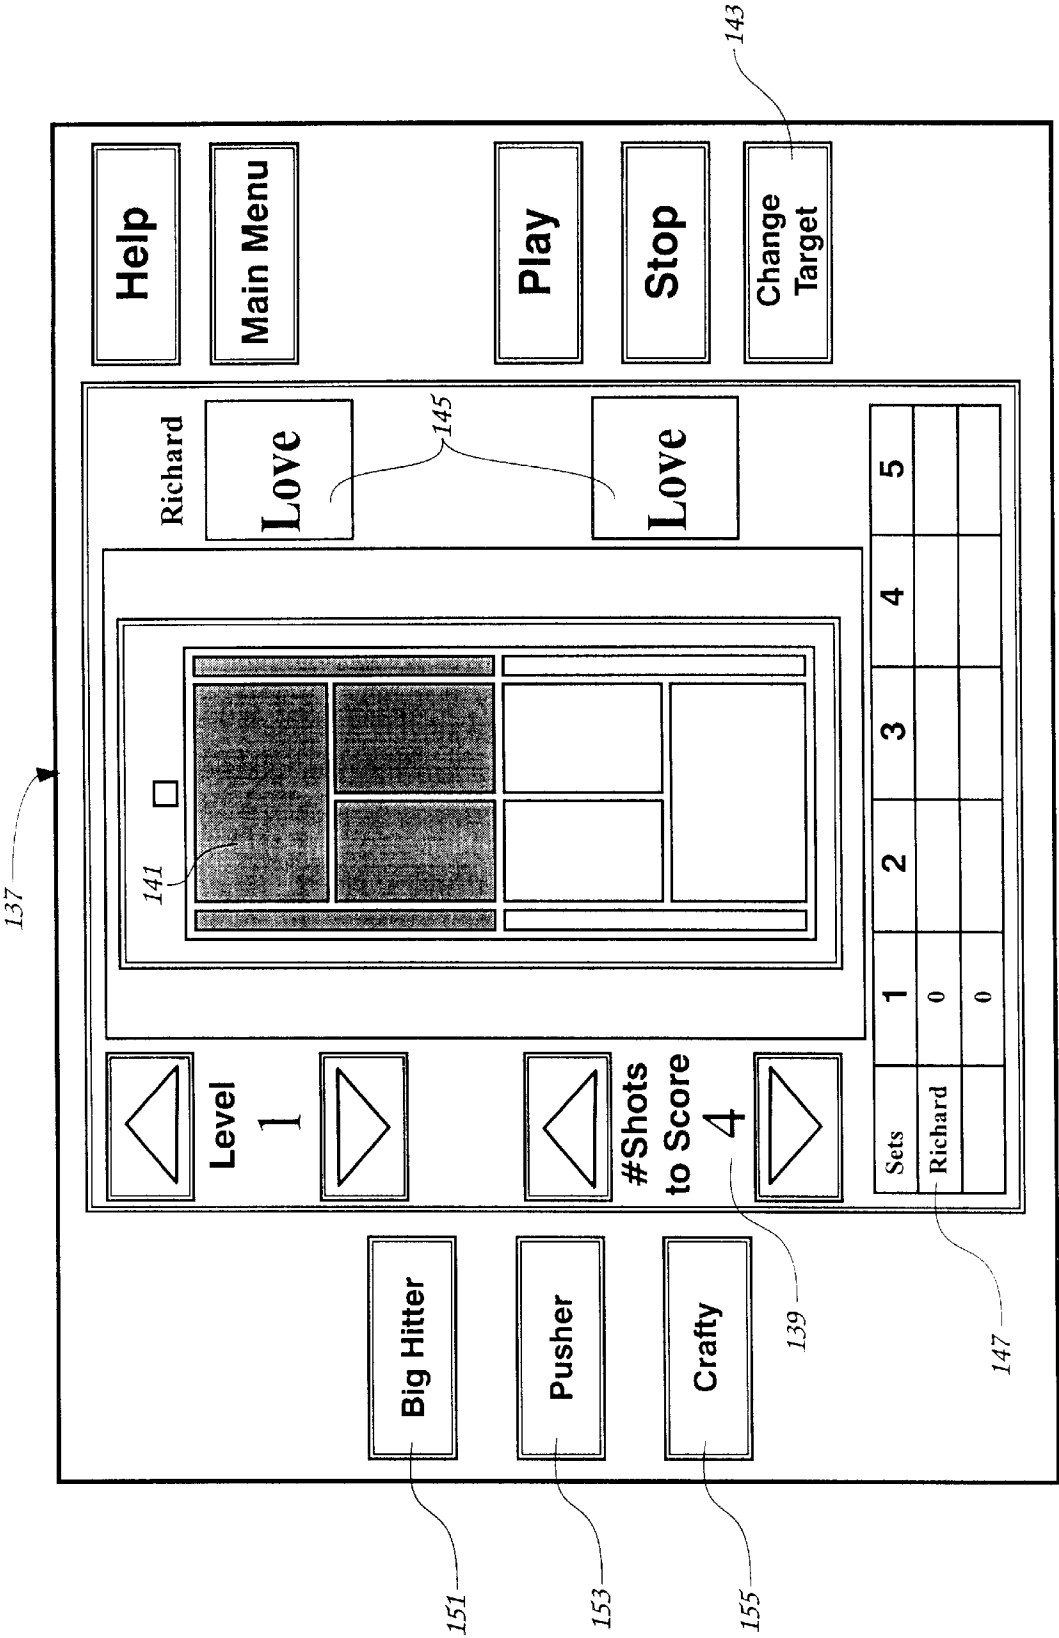 137
Big Hitter
151
Pusher
153
Crafty
155
Level
1
#Shots
to Score
4
139
141
Richard
Love
145
Love
Help
Main Menu
Play
Stop
Change
Target
143
Sets 1 2 3 4 5
Richard 0
0
147